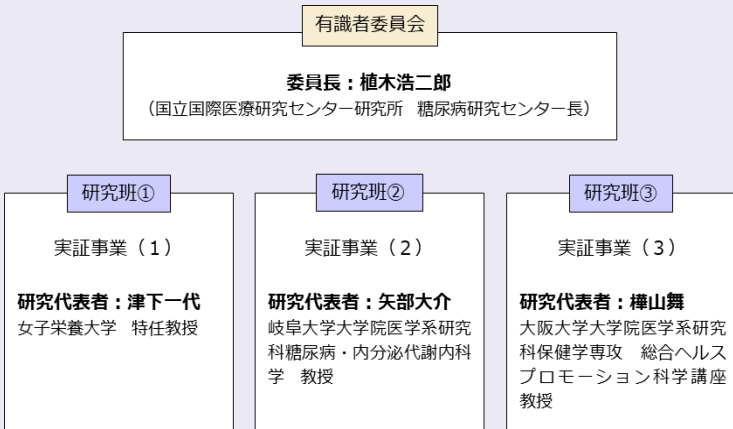 有識者委員会
委員長：植木浩二郎
（国立国際医療研究センター研究所　糖尿病研究センター長）
研究班①
実証事業（1）
研究代表者：津下一代
女子栄養大学　特任教授
研究班②
実証事業（2）
研究代表者：矢部大介
岐阜大学大学院医学系研究
科糖尿病・内分泌代謝内科
学　教授
研究班③
実証事業（3）
研究代表者：樺山舞
大阪大学大学院医学系研究
科保健学専攻　総合ヘルス
プロモーション科学講座
教授